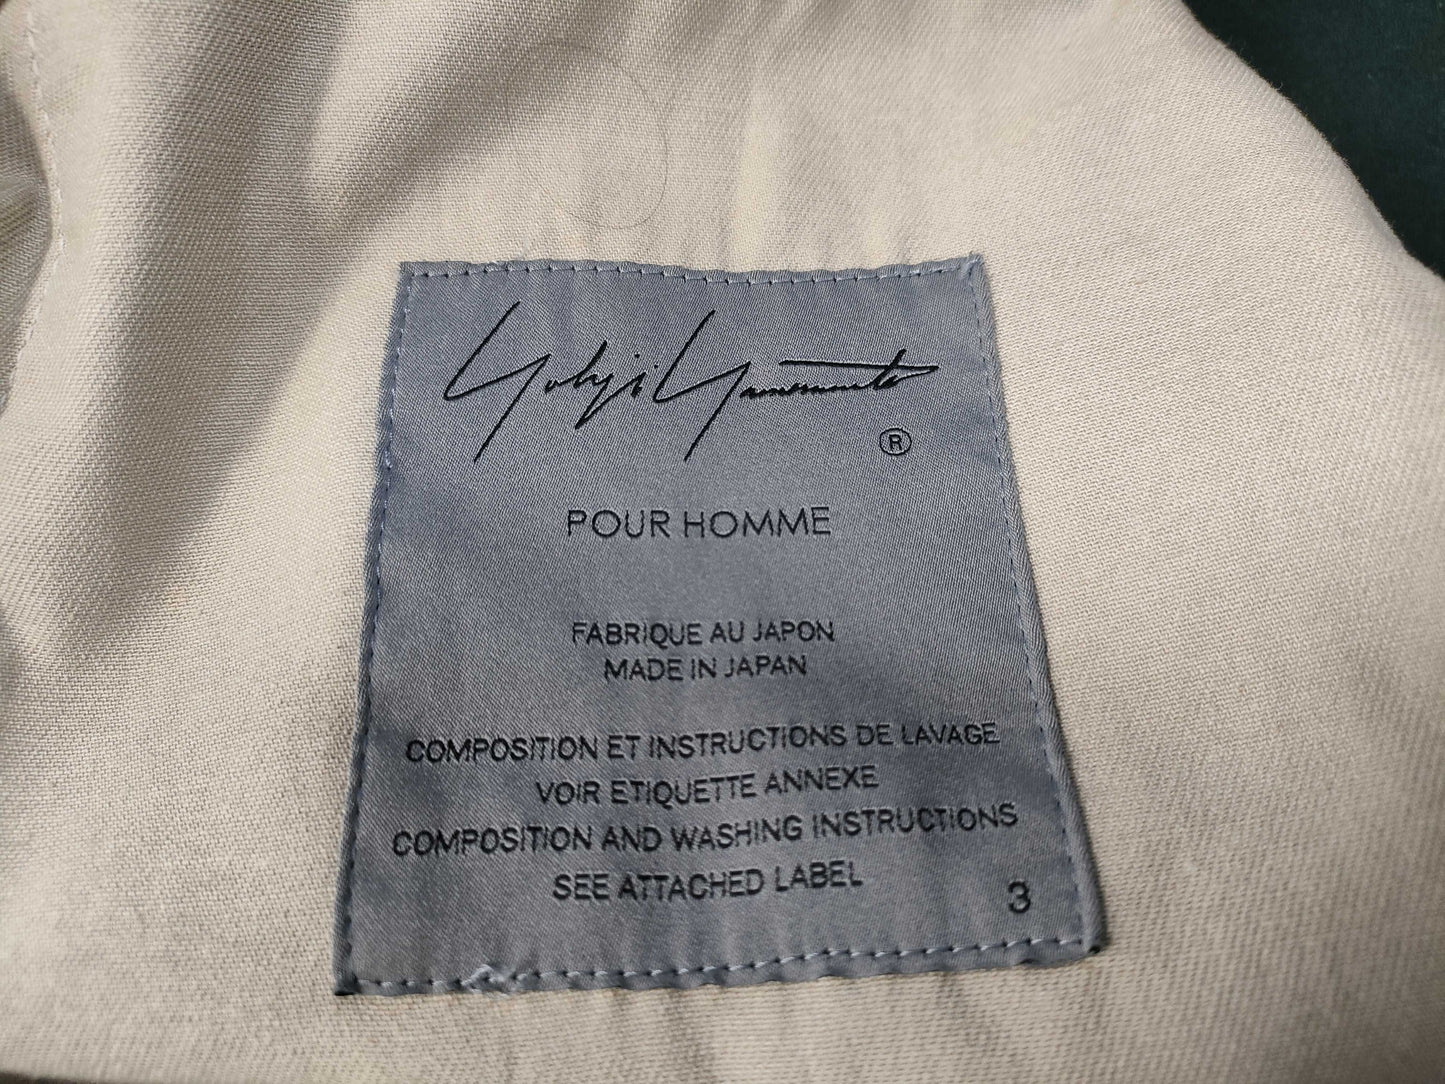 Yohji Yamamoto
®
POUR HOMME
FABRIQUE AU JAPON
MADE IN JAPAN
COMPOSITION ET INSTRUCTIONS DE LAVAGE
VOIR ETIQUETTE ANNEXE
COMPOSITION AND WASHING INSTRUCTIONS
SEE ATTACHED LABEL
3